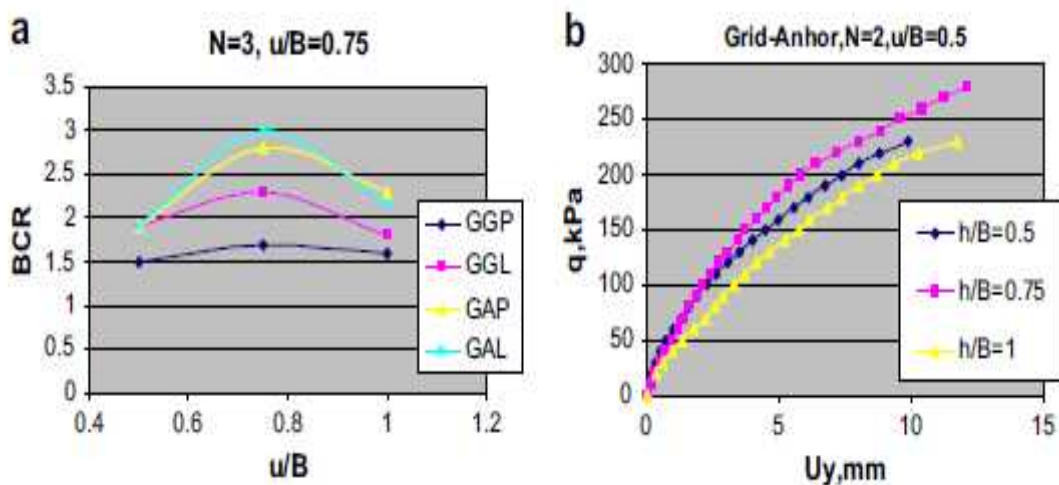 a
N=3, u/B=0.75
3.5
3
2.5
2
1.5
1
0.5
0
0.4
0.6
0.8
1
1.2
BCR
u/B
GGP
GGL
GAP
GAL
b
Grid-Anhor,N=2,u/B=0.5
300
250
200
150
100
50
0
0
5
10
15
q,kPa
Uy,mm
h/B=0.5
h/B=0.75
h/B=1